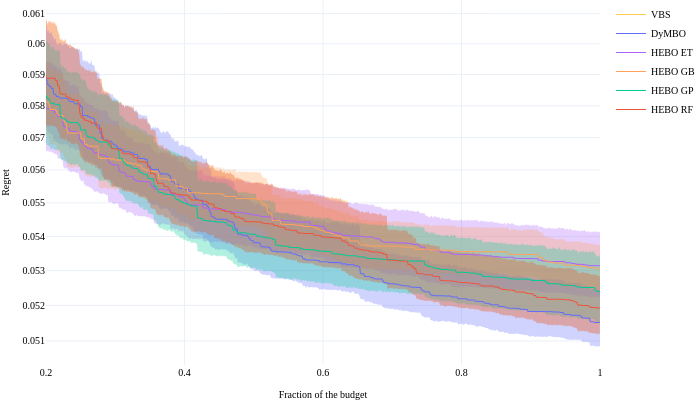 0.061
0.06
0.059
0.058
0.057
0.056
0.055
0.054
0.053
0.052
0.051
Regret
0.2
0.4
0.6
0.8
1
Fraction of the budget
VBS
DyMBO
HEBO ET
HEBO GB
HEBO GP
HEBO RF